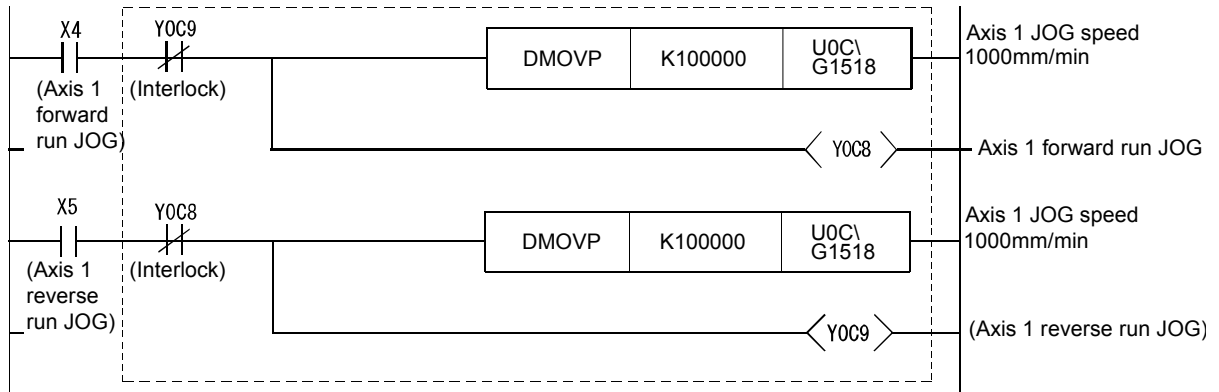 X4
Y0C9
DMOVP K100000 U0C\
G1518
Axis 1 JOG speed
1000mm/min
(Axis 1
forward
run JOG)
(Interlock)
Y0C8
Axis 1 forward run JOG
X5
Y0C8
DMOVP K100000 U0C\
G1518
Axis 1 JOG speed
1000mm/min
(Axis 1
reverse
run JOG)
(Interlock)
Y0C9
(Axis 1 reverse run JOG)